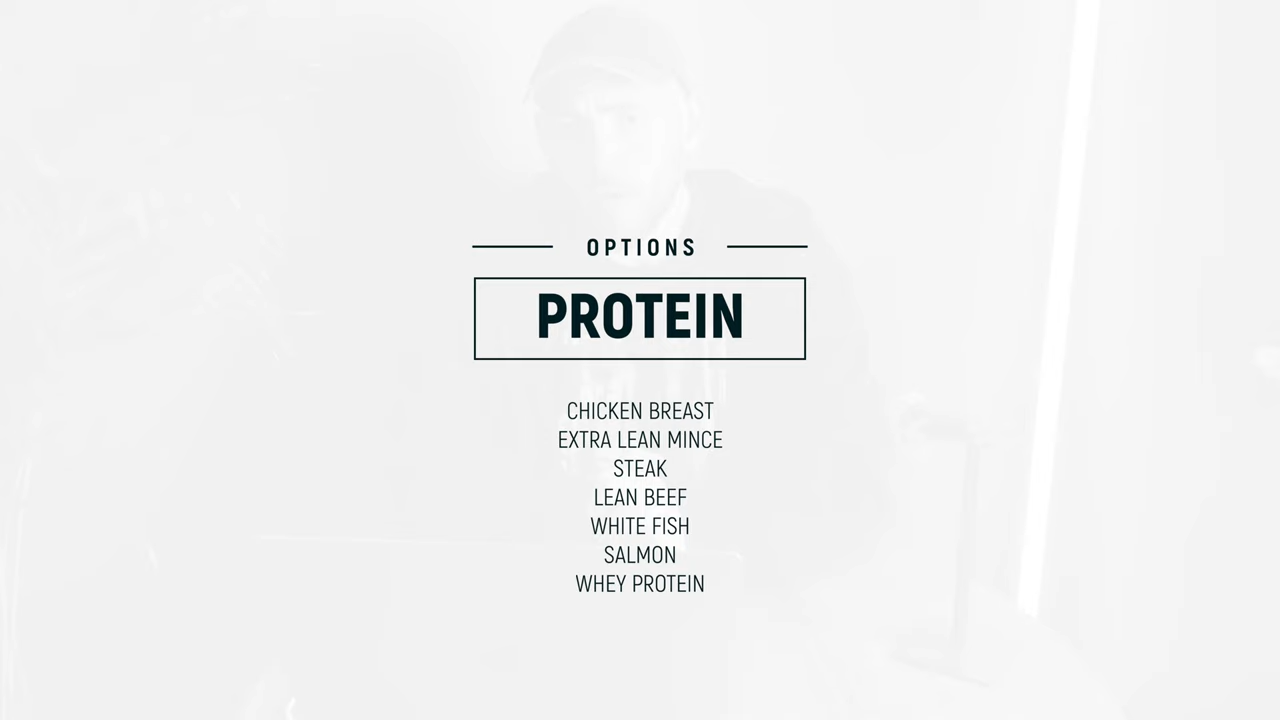 OPTIONS
PROTEIN
CHICKEN BREAST
EXTRA LEAN MINCE
STEAK
LEAN BEEF
WHITE FISH
SALMON
WHEY PROTEIN